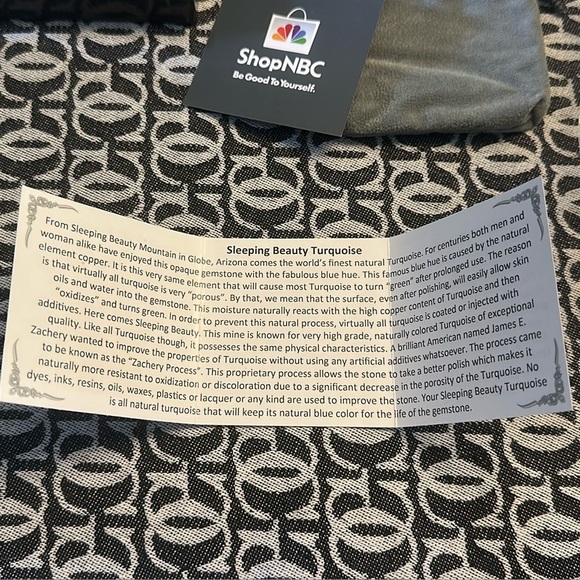 ShopNBC
Be Good To Yourself.
Sleeping Beauty Turquoise
From Sleeping Beauty Mountain in Globe, Arizona comes the world's finest natural Turquoise. For centuries both men and
woman alike have enjoyed this opaque gemstone with the fabulous blue hue. This famous blue hue is caused by the natural
element copper. It is this very same element that will cause most Turquoise to turn "green" after prolonged use. The reason
is that virtually all turquoise is very "porous". By that, we mean that the surface, even after polishing, will easily allow skin
oils and water into the gemstone. This moisture naturally reacts with the high copper content of Turquoise and then
"oxidizes" and turns green. In order to prevent this natural process, virtually all turquoise is coated or injected with
additives. Here comes Sleeping Beauty. This mine is known for very high grade, naturally colored Turquoise of exceptional
quality. Like all Turquoise though, it possesses the same physical characteristics. A brilliant American named James E.
Zachery wanted to improve the properties of Turquoise without using any artificial additives whatsoever. The process came
to be known as the "Zachery Process". This proprietary process allows the stone to take a better polish which makes it
naturally more resistant to oxidization or discoloration due to a significant decrease in the porosity of the Turquoise. No
dyes, inks, resins, oils, waxes, plastics or lacquer or any kind are used to improve the stone. Your Sleeping Beauty Turquoise
is all natural turquoise that will keep its natural blue color for the life of the gemstone.